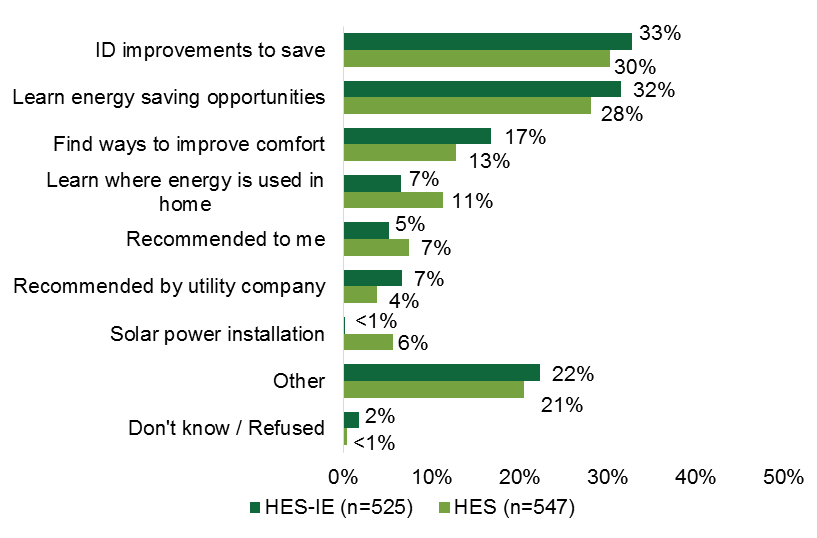 ID improvements to save
33%
30%
Learn energy saving opportunities
32%
28%
Find ways to improve comfort
17%
13%
Learn where energy is used in
home
7%
11%
Recommended to me
5%
7%
Recommended by utility company
7%
4%
Solar power installation
<1%
6%
Other
22%
21%
Don't know / Refused
2%
<1%
0% 10% 20% 30% 40% 50%
HES-IE (n=525) HES (n=547)